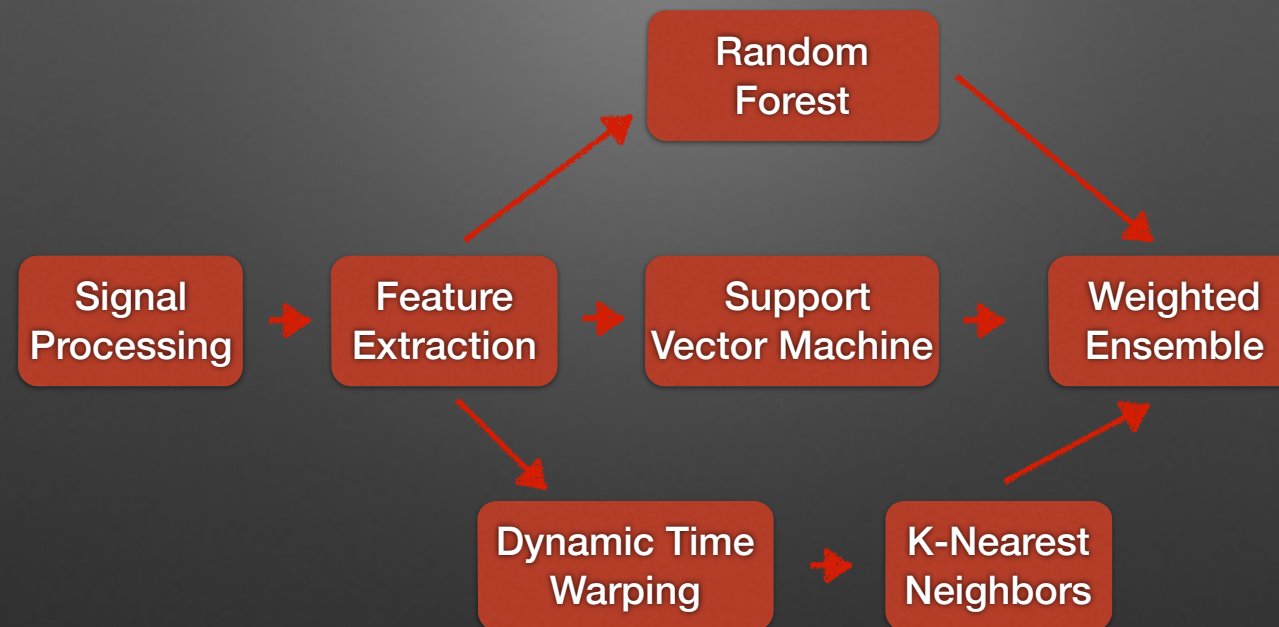 Random
Forest
Signal
Processing
Feature
Extraction
Support
Vector Machine
Weighted
Ensemble
Dynamic Time
Warping
K-Nearest
Neighbors